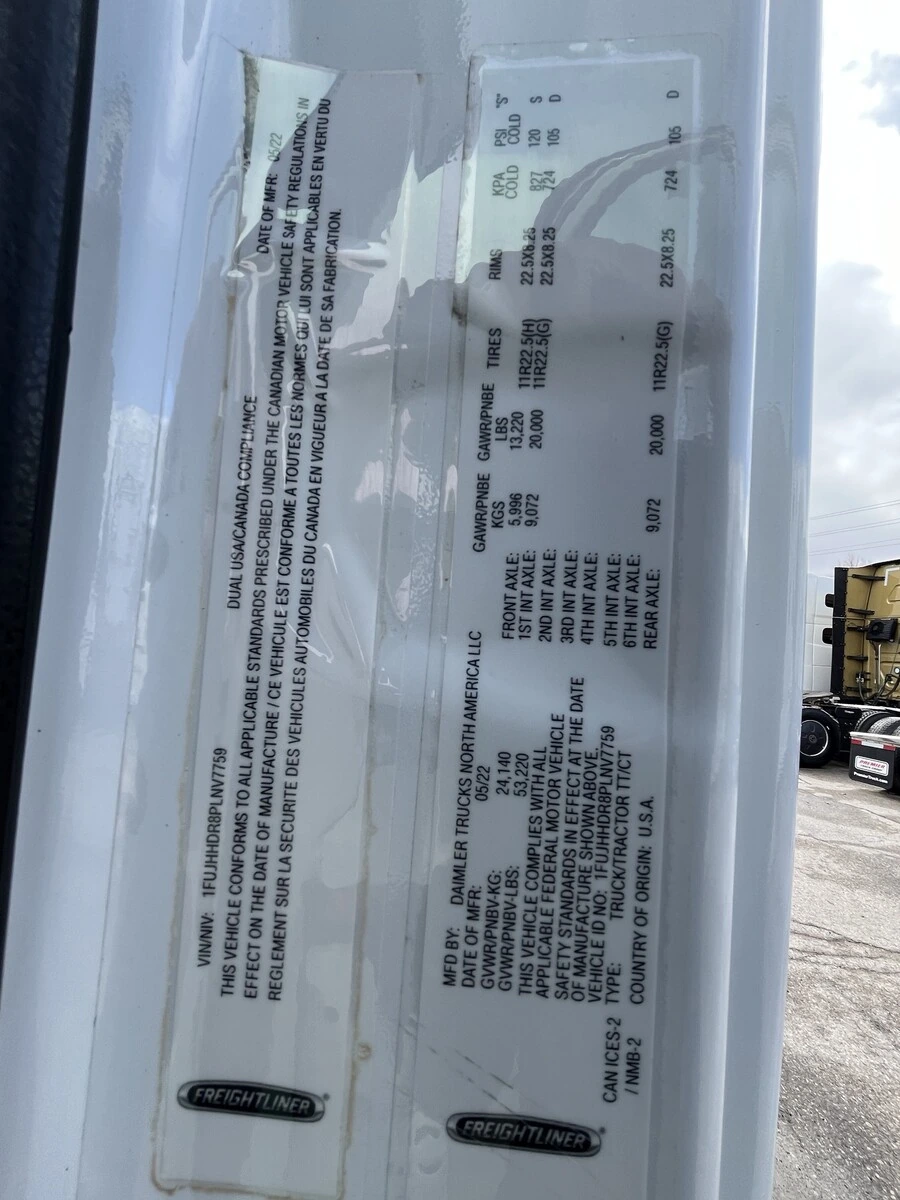 FREIGHTLINER
DUAL USA/CANADA COMPLIANCE DATE OF MFR: 05/22
VIN/NIV: 1FUJHHDR8PLNV7759
THIS VEHICLE CONFORMS TO ALL APPLICABLE STANDARDS PRESCRIBED UNDER THE CANADIAN MOTOR VEHICLE SAFETY REGULATIONS IN
EFFECT ON THE DATE OF MANUFACTURE / CE VEHICULE EST CONFORME A TOUTES LES NORMES QUI LUI SONT APPLICABLES EN VERTU DU
REGLEMENT SUR LA SECURITE DES VEHICULES AUTOMOBILES DU CANADA EN VIGUEUR A LA DATE DE SA FABRICATION.
FREIGHTLINER
CAN ICES-2
/ NMB-2
MFD BY: DAIMLER TRUCKS NORTH AMERICA LLC
DATE OF MFR: 05/22
GVWR/PNBV-KG: 24,140
GVWR/PNBV-LBS: 53,220
THIS VEHICLE COMPLIES WITH ALL
APPLICABLE FEDERAL MOTOR VEHICLE
SAFETY STANDARDS IN EFFECT AT THE DATE
OF MANUFACTURE SHOWN ABOVE.
VEHICLE ID NO: 1FUJHHDR8PLNV7759
TYPE: TRUCK/TRACTOR TT/CT
COUNTRY OF ORIGIN: U.S.A.
GAWR/PNBE GAWR/PNBE TIRES RIMS KPA PSI "S"
KGS LBS COLD COLD
FRONT AXLE: 5,996 13,220 11R22.5(H) 22.5X8.25 827 120 S
1ST INT AXLE: 9,072 20,000 11R22.5(G) 22.5X8.25 724 105 D
2ND INT AXLE:
3RD INT AXLE:
4TH INT AXLE:
5TH INT AXLE:
6TH INT AXLE:
REAR AXLE: 9,072 20,000 11R22.5(G) 22.5X8.25 724 105 D
PREMIER